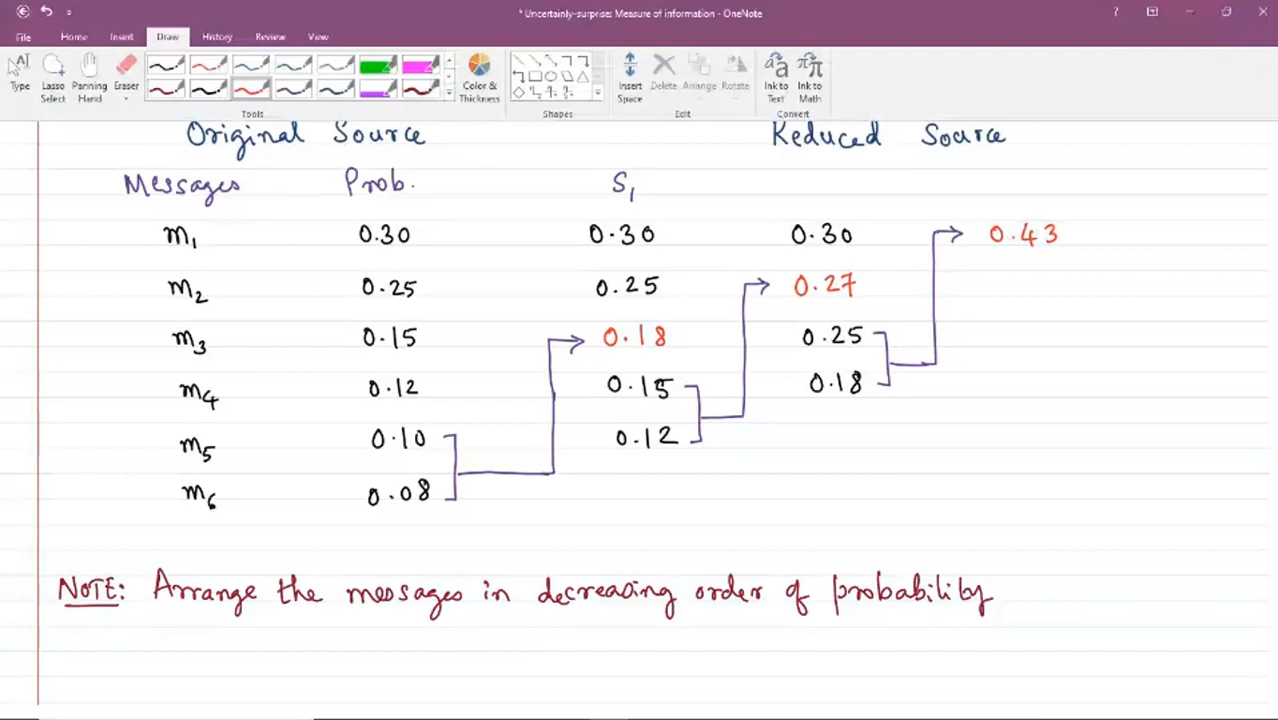 * Uncertainly-surprise: Measure of information - OneNote
File Home Insert Draw History Review View
Type Lasso Select Panning Hand Eraser Color & Thickness Insert Space Delete Arrange Rotate Ink to Text Ink to Math
Tools Shapes Edit Convert
Original Source Reduced Source
Messages Prob. S1
m1 0.30 0.30 0.30 0.43
m2 0.25 0.25 0.27
m3 0.15 0.18 0.25
m4 0.12 0.15 0.18
m5 0.10 0.12
m6 0.08
NOTE: Arrange the messages in decreasing order of probability